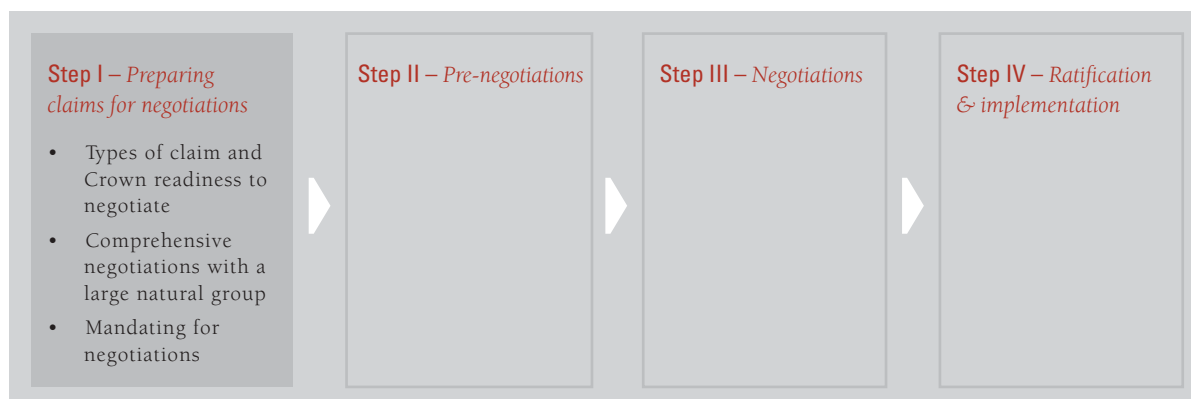 Step I – Preparing
claims for negotiations
• Types of claim and
Crown readiness to
negotiate
• Comprehensive
negotiations with a
large natural group
• Mandating for
negotiations
Step II – Pre-negotiations
Step III – Negotiations
Step IV – Ratification
& implementation